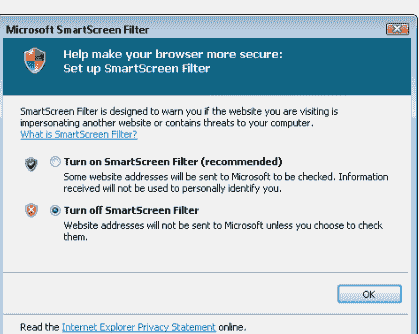 Microsoft SmartScreen Filter
Help make your browser more secure:
Set up SmartScreen Filter
SmartScreen Filter is designed to warn you if the website you are visiting is
impersonating another website or contains threats to your computer.
What is SmartScreen Filter?
Turn on SmartScreen Filter (recommended)
Some website addresses will be sent to Microsoft to be checked. Information
received will not be used to personally identify you.
Turn off SmartScreen Filter
Website addresses will not be sent to Microsoft unless you choose to check
them.
OK
Read the Internet Explorer Privacy Statement online.